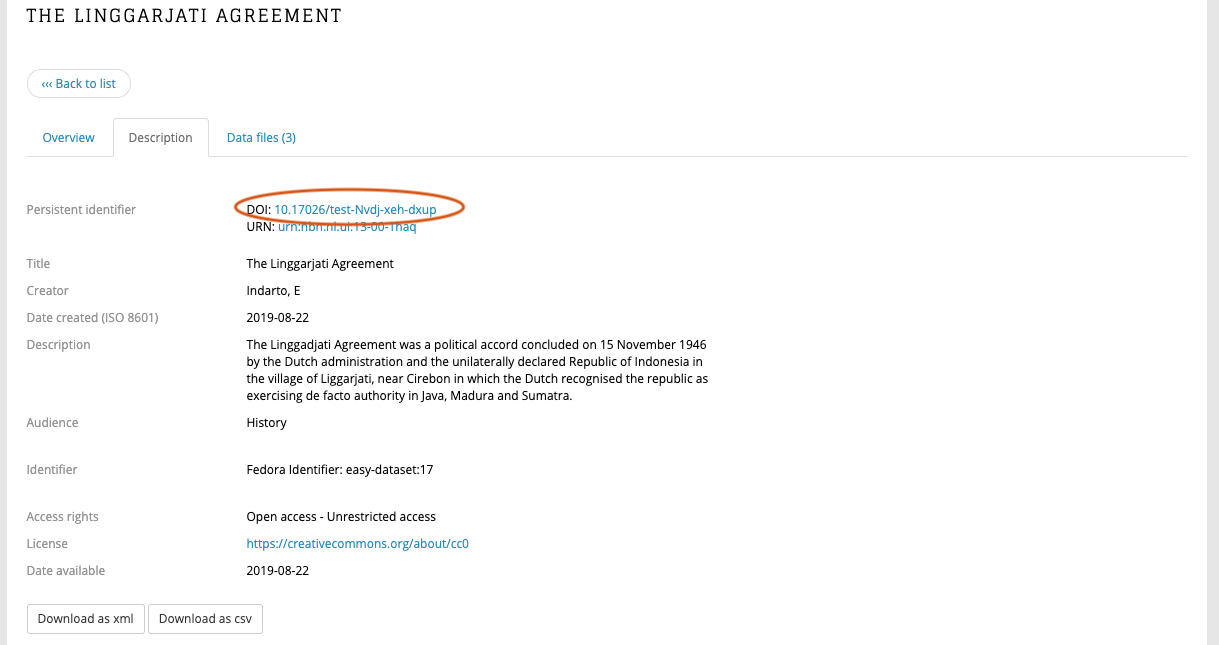 THE LINGGARJATI AGREEMENT
‹‹‹ Back to list
Overview
Description
Data files (3)
Persistent identifier
DOI: 10.17026/test-Nvdj-xeh-dxup
URN: urn:nbn:nl:ui:13-00-1haq
Title
The Linggarjati Agreement
Creator
Indarto, E
Date created (ISO 8601)
2019-08-22
Description
The Linggadjati Agreement was a political accord concluded on 15 November 1946
by the Dutch administration and the unilaterally declared Republic of Indonesia in
the village of Liggarjati, near Cirebon in which the Dutch recognised the republic as
exercising de facto authority in Java, Madura and Sumatra.
Audience
History
Identifier
Fedora Identifier: easy-dataset:17
Access rights
Open access - Unrestricted access
License
https://creativecommons.org/about/cc0
Date available
2019-08-22
Download as xml
Download as csv